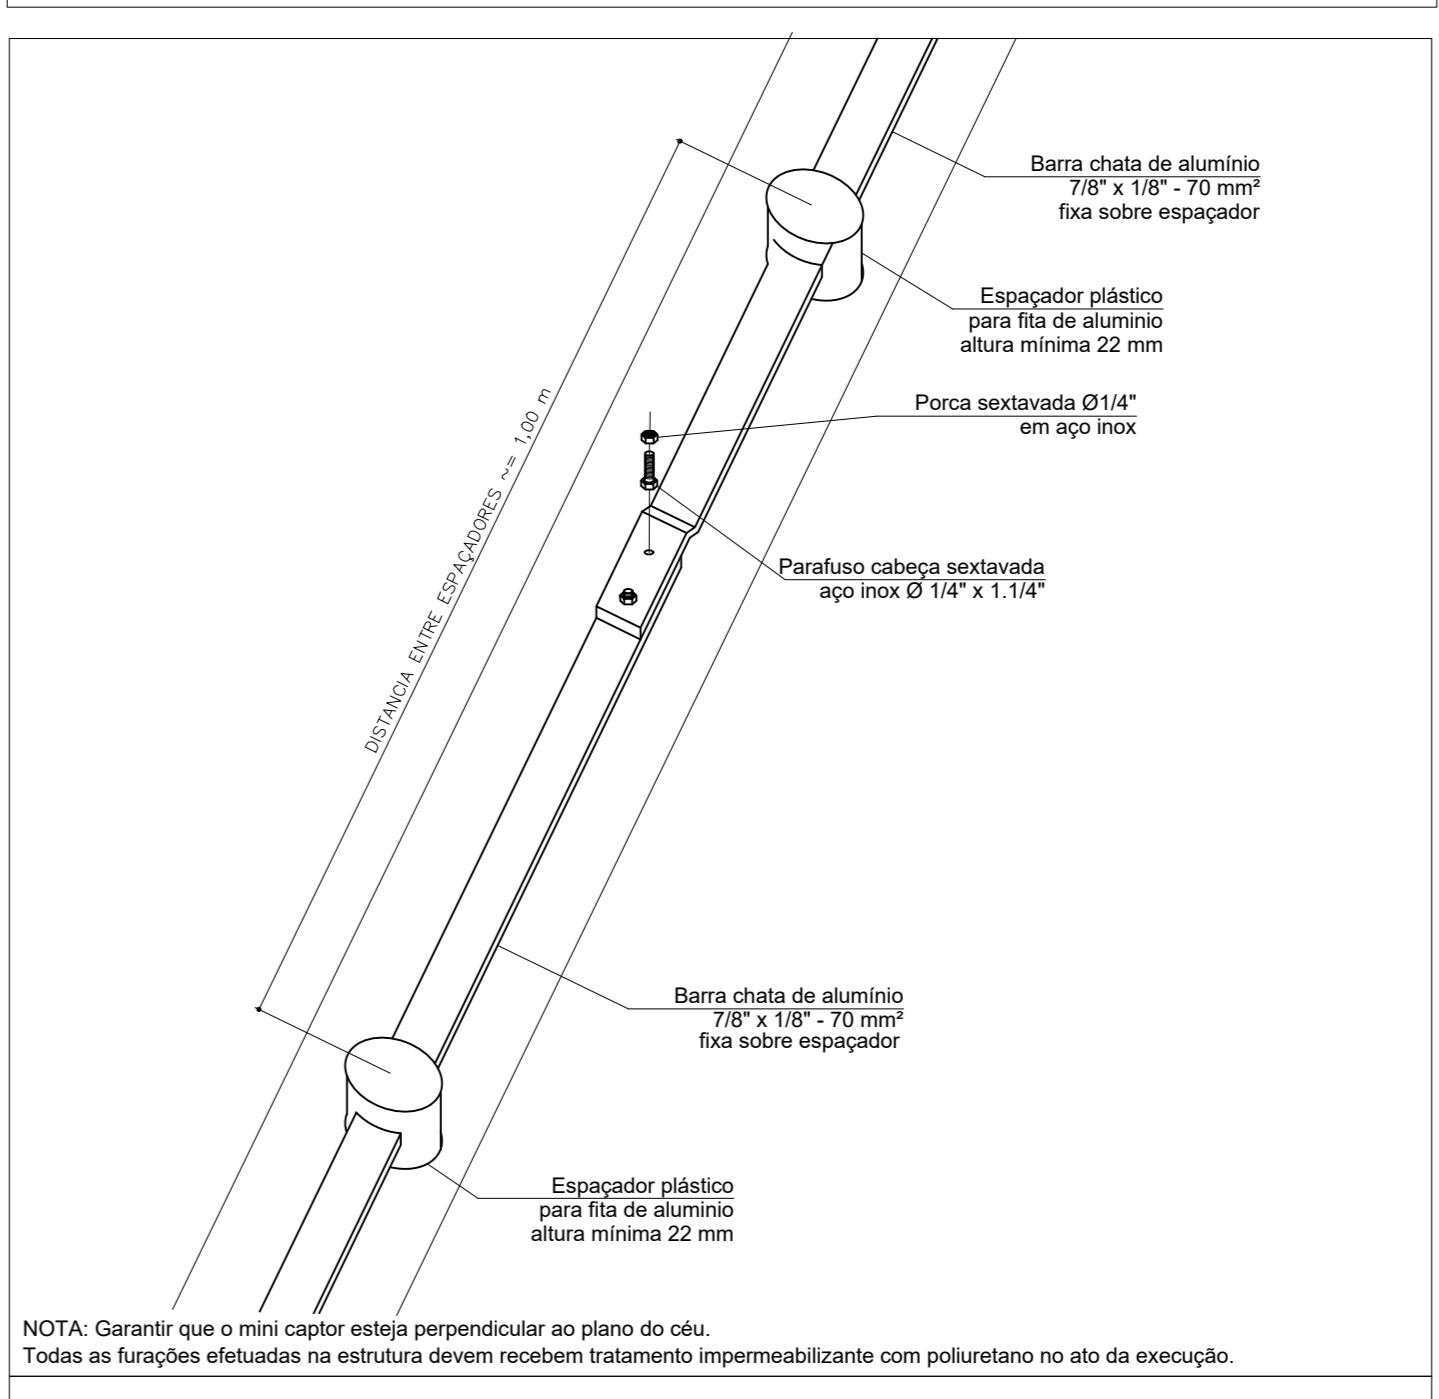 Barra chata de alumínio
7/8" x 1/8" - 70 mm²
fixa sobre espaçador
Espaçador plástico
para fita de aluminio
altura mínima 22 mm
Porca sextavada Ø1/4"
em aço inox
DISTANCIA ENTRE ESPAÇADORES ~= 1,00 m
Parafuso cabeça sextavada
aço inox Ø 1/4" x 1.1/4"
Barra chata de alumínio
7/8" x 1/8" - 70 mm²
fixa sobre espaçador
Espaçador plástico
para fita de aluminio
altura mínima 22 mm
NOTA: Garantir que o mini captor esteja perpendicular ao plano do céu.
Todas as furações efetuadas na estrutura devem recebem tratamento impermeabilizante com poliuretano no ato da execução.